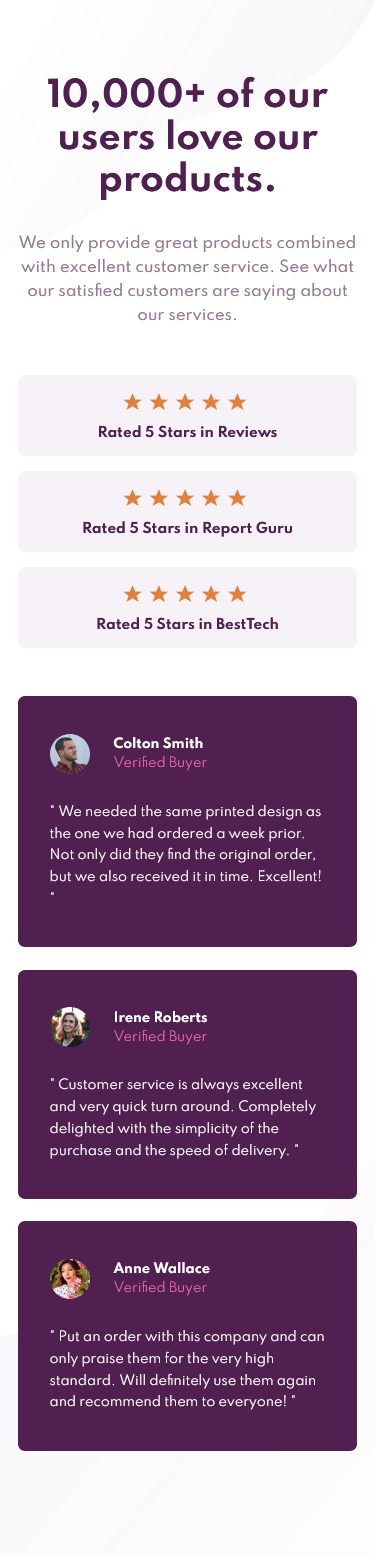 10,000+ of our
users love our
products.
We only provide great products combined
with excellent customer service. See what
our satisfied customers are saying about
our services.
Rated 5 Stars in Reviews
Rated 5 Stars in Report Guru
Rated 5 Stars in BestTech
Colton Smith
Verified Buyer
" We needed the same printed design as
the one we had ordered a week prior.
Not only did they find the original order,
but we also received it in time. Excellent!
"
Irene Roberts
Verified Buyer
" Customer service is always excellent
and very quick turn around. Completely
delighted with the simplicity of the
purchase and the speed of delivery. "
Anne Wallace
Verified Buyer
" Put an order with this company and can
only praise them for the very high
standard. Will definitely use them again
and recommend them to everyone! "